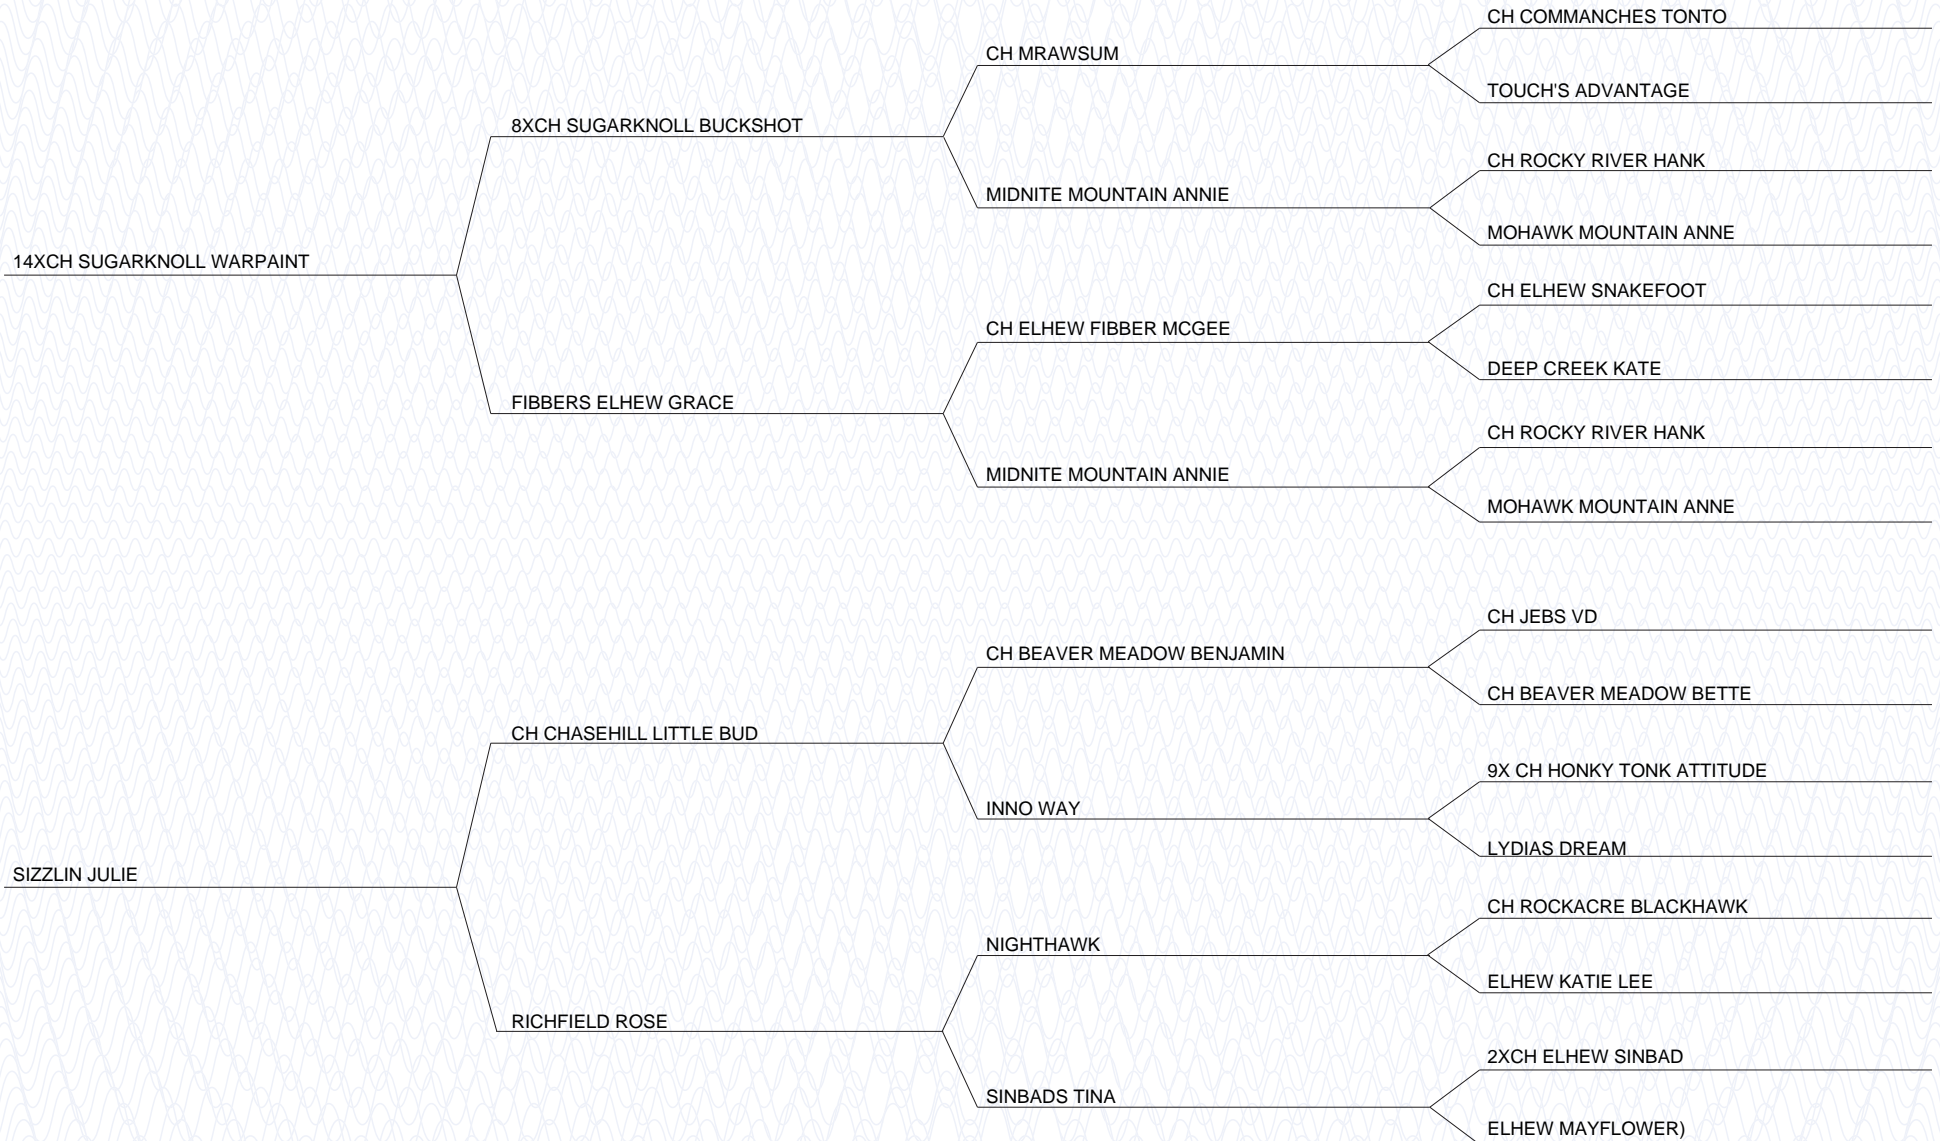 CH COMMANCHES TONTO
CH MRAWSUM
TOUCH'S ADVANTAGE
8XCH SUGARKNOLL BUCKSHOT
CH ROCKY RIVER HANK
MIDNITE MOUNTAIN ANNIE
MOHAWK MOUNTAIN ANNE
14XCH SUGARKNOLL WARPAINT
CH ELHEW SNAKEFOOT
CH ELHEW FIBBER MCGEE
DEEP CREEK KATE
FIBBERS ELHEW GRACE
CH ROCKY RIVER HANK
MIDNITE MOUNTAIN ANNIE
MOHAWK MOUNTAIN ANNE
CH JEBS VD
CH BEAVER MEADOW BENJAMIN
CH BEAVER MEADOW BETTE
CH CHASEHILL LITTLE BUD
9X CH HONKY TONK ATTITUDE
INNO WAY
LYDIAS DREAM
SIZZLIN JULIE
CH ROCKACRE BLACKHAWK
NIGHTHAWK
ELHEW KATIE LEE
RICHFIELD ROSE
2XCH ELHEW SINBAD
SINBADS TINA
ELHEW MAYFLOWER)